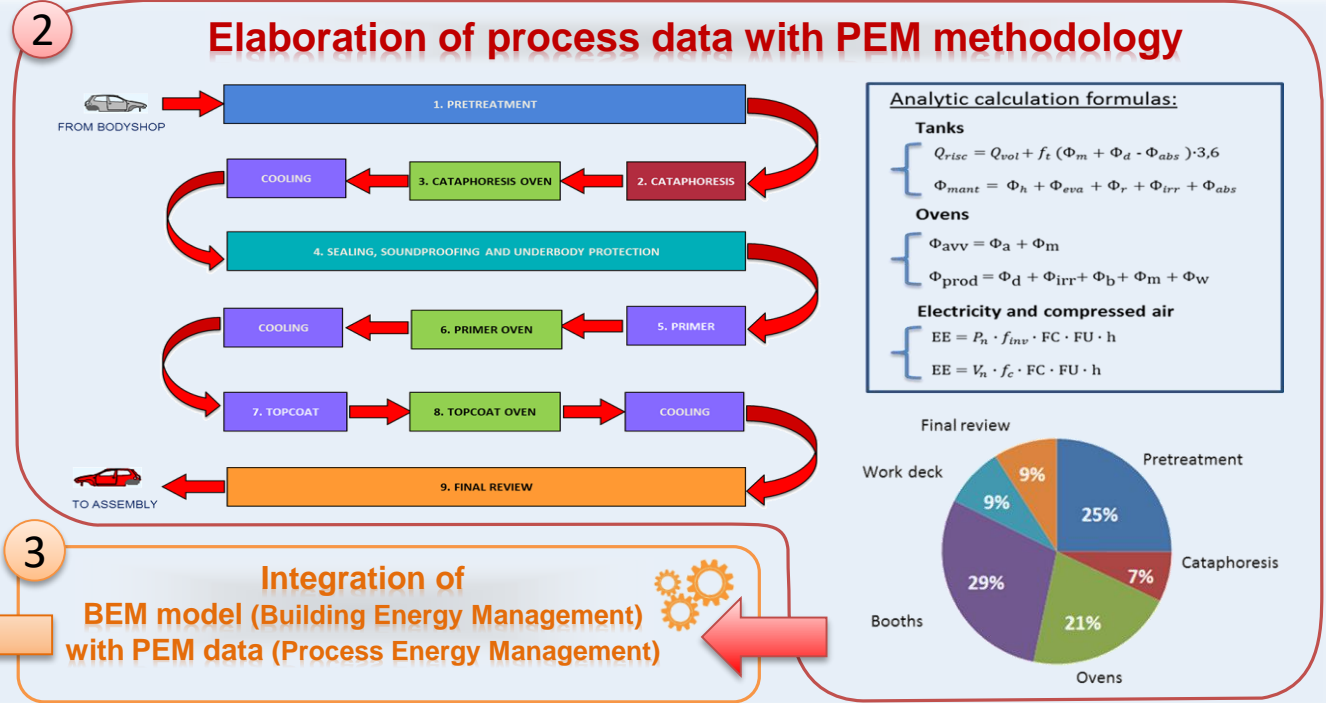 2
Elaboration of process data with PEM methodology
FROM BODYSHOP
1. PRETREATMENT
COOLING
3. CATAPHORESIS OVEN
2. CATAPHORESIS
4. SEALING, SOUNDPROOFING AND UNDERBODY PROTECTION
COOLING
6. PRIMER OVEN
5. PRIMER
7. TOPCOAT
8. TOPCOAT OVEN
COOLING
TO ASSEMBLY
9. FINAL REVIEW
Analytic calculation formulas:
Tanks
Q_risc = Q_vol + f_t (Φ_m + Φ_d - Φ_abs )·3,6
Φ_mant = Φ_h + Φ_eva + Φ_r + Φ_irr + Φ_abs
Ovens
Φ_avv = Φ_a + Φ_m
Φ_prod = Φ_d + Φ_irr + Φ_b + Φ_m + Φ_w
Electricity and compressed air
EE = P_n · f_inv · FC · FU · h
EE = V_n · f_c · FC · FU · h
Final review
Work deck
Pretreatment
9%
9%
25%
Cataphoresis
7%
29%
21%
Booths
Ovens
3
Integration of
BEM model (Building Energy Management)
with PEM data (Process Energy Management)